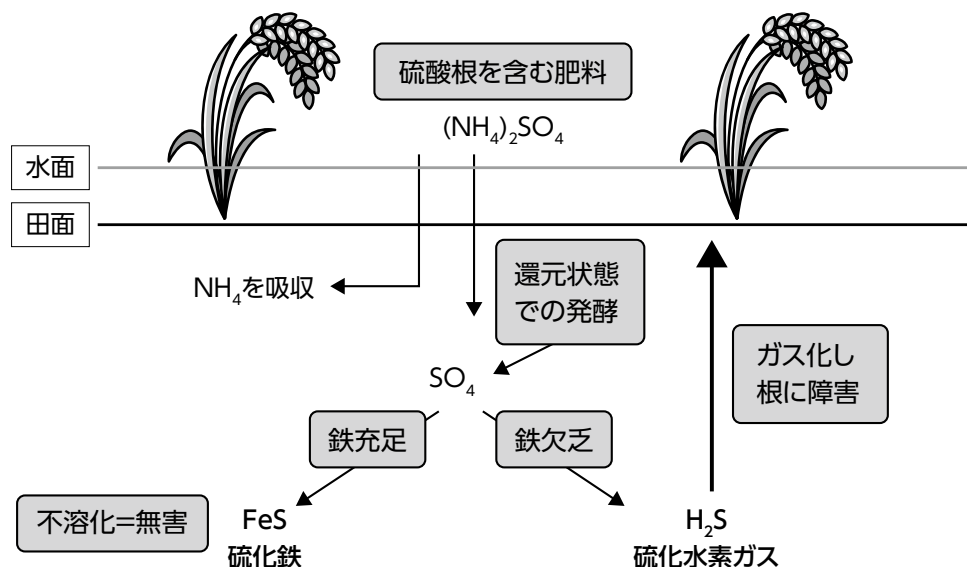 硫酸根を含む肥料
(NH₄)₂SO₄
水面
田面
NH₄を吸収
還元状態
での発酵
SO₄
ガス化し
根に障害
鉄充足
鉄欠乏
不溶化＝無害
FeS
硫化鉄
H₂S
硫化水素ガス